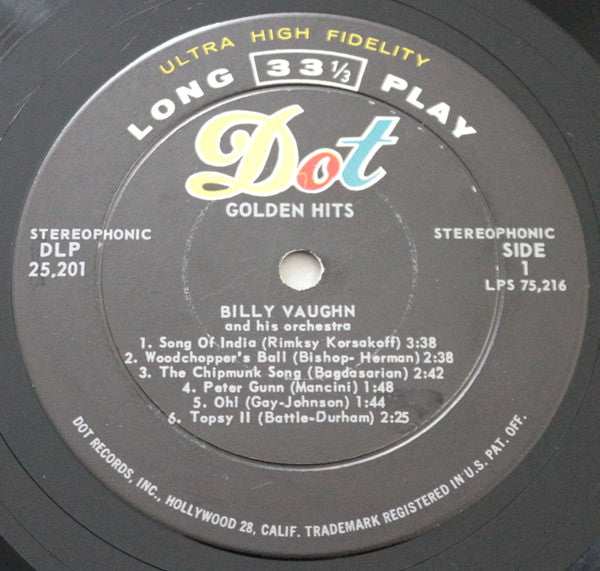 ULTRA HIGH FIDELITY
LONG 33 1/3 PLAY
Dot
GOLDEN HITS
STEREOPHONIC
DLP
25,201
STEREOPHONIC
SIDE
1
LPS 75,216
BILLY VAUGHN
and his orchestra
1. Song Of India (Rimksy Korsakoff) 3:38
2. Woodchopper's Ball (Bishop- Herman) 2:38
3. The Chipmunk Song (Bagdasarian) 2:42
4. Peter Gunn (Mancini) 1:48
5. Oh! (Gay-Johnson) 1:44
6. Topsy II (Battle-Durham) 2:25
DOT RECORDS, INC., HOLLYWOOD 28, CALIF. TRADEMARK REGISTERED IN U.S. PAT. OFF.